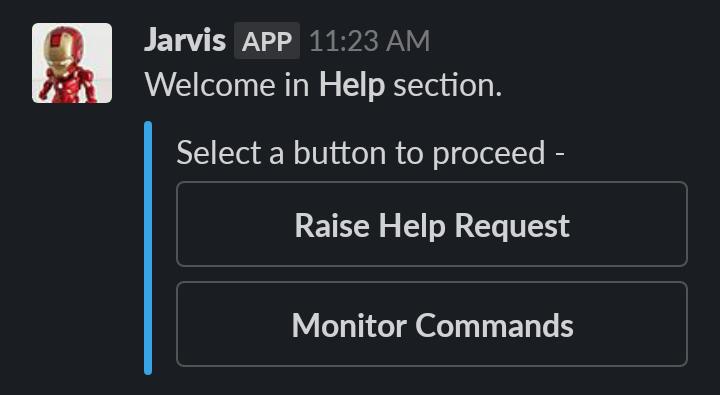 Jarvis APP 11:23 AM
Welcome in Help section.
Select a button to proceed -
Raise Help Request
Monitor Commands